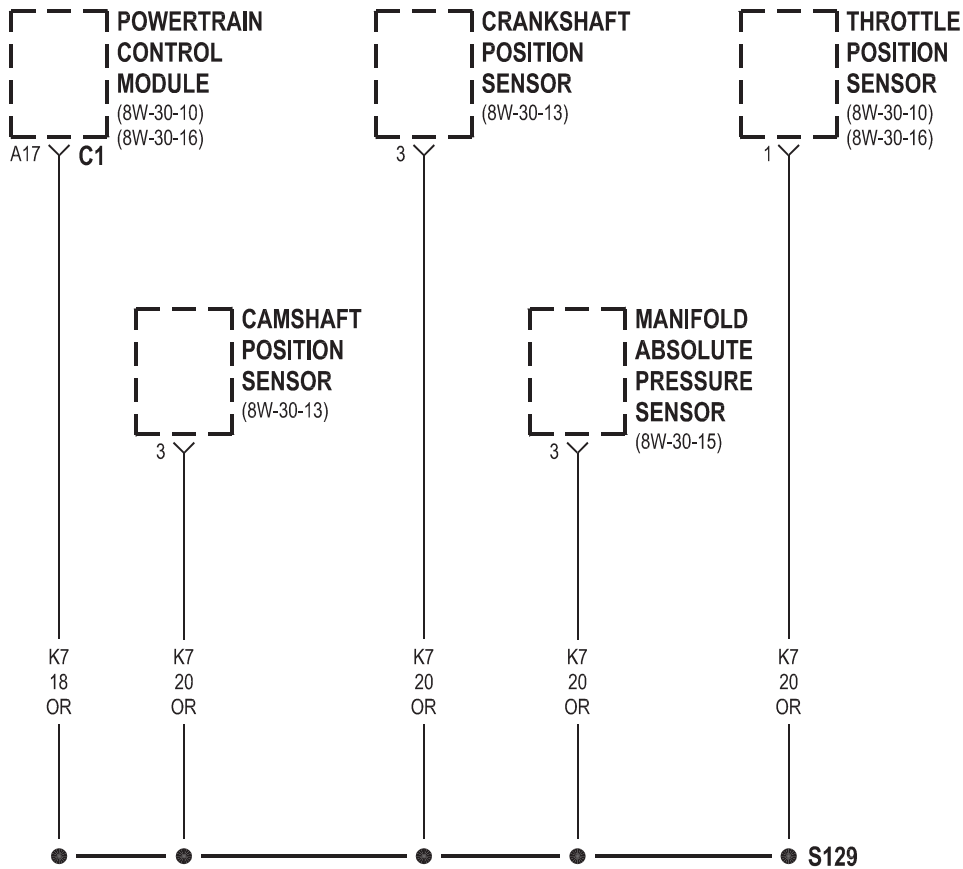 POWERTRAIN
CONTROL
MODULE
(8W-30-10)
(8W-30-16)
A17
C1
CRANKSHAFT
POSITION
SENSOR
(8W-30-13)
3
THROTTLE
POSITION
SENSOR
(8W-30-10)
(8W-30-16)
1
CAMSHAFT
POSITION
SENSOR
(8W-30-13)
3
MANIFOLD
ABSOLUTE
PRESSURE
SENSOR
(8W-30-15)
3
K7
18
OR
K7
20
OR
K7
20
OR
K7
20
OR
K7
20
OR
S129